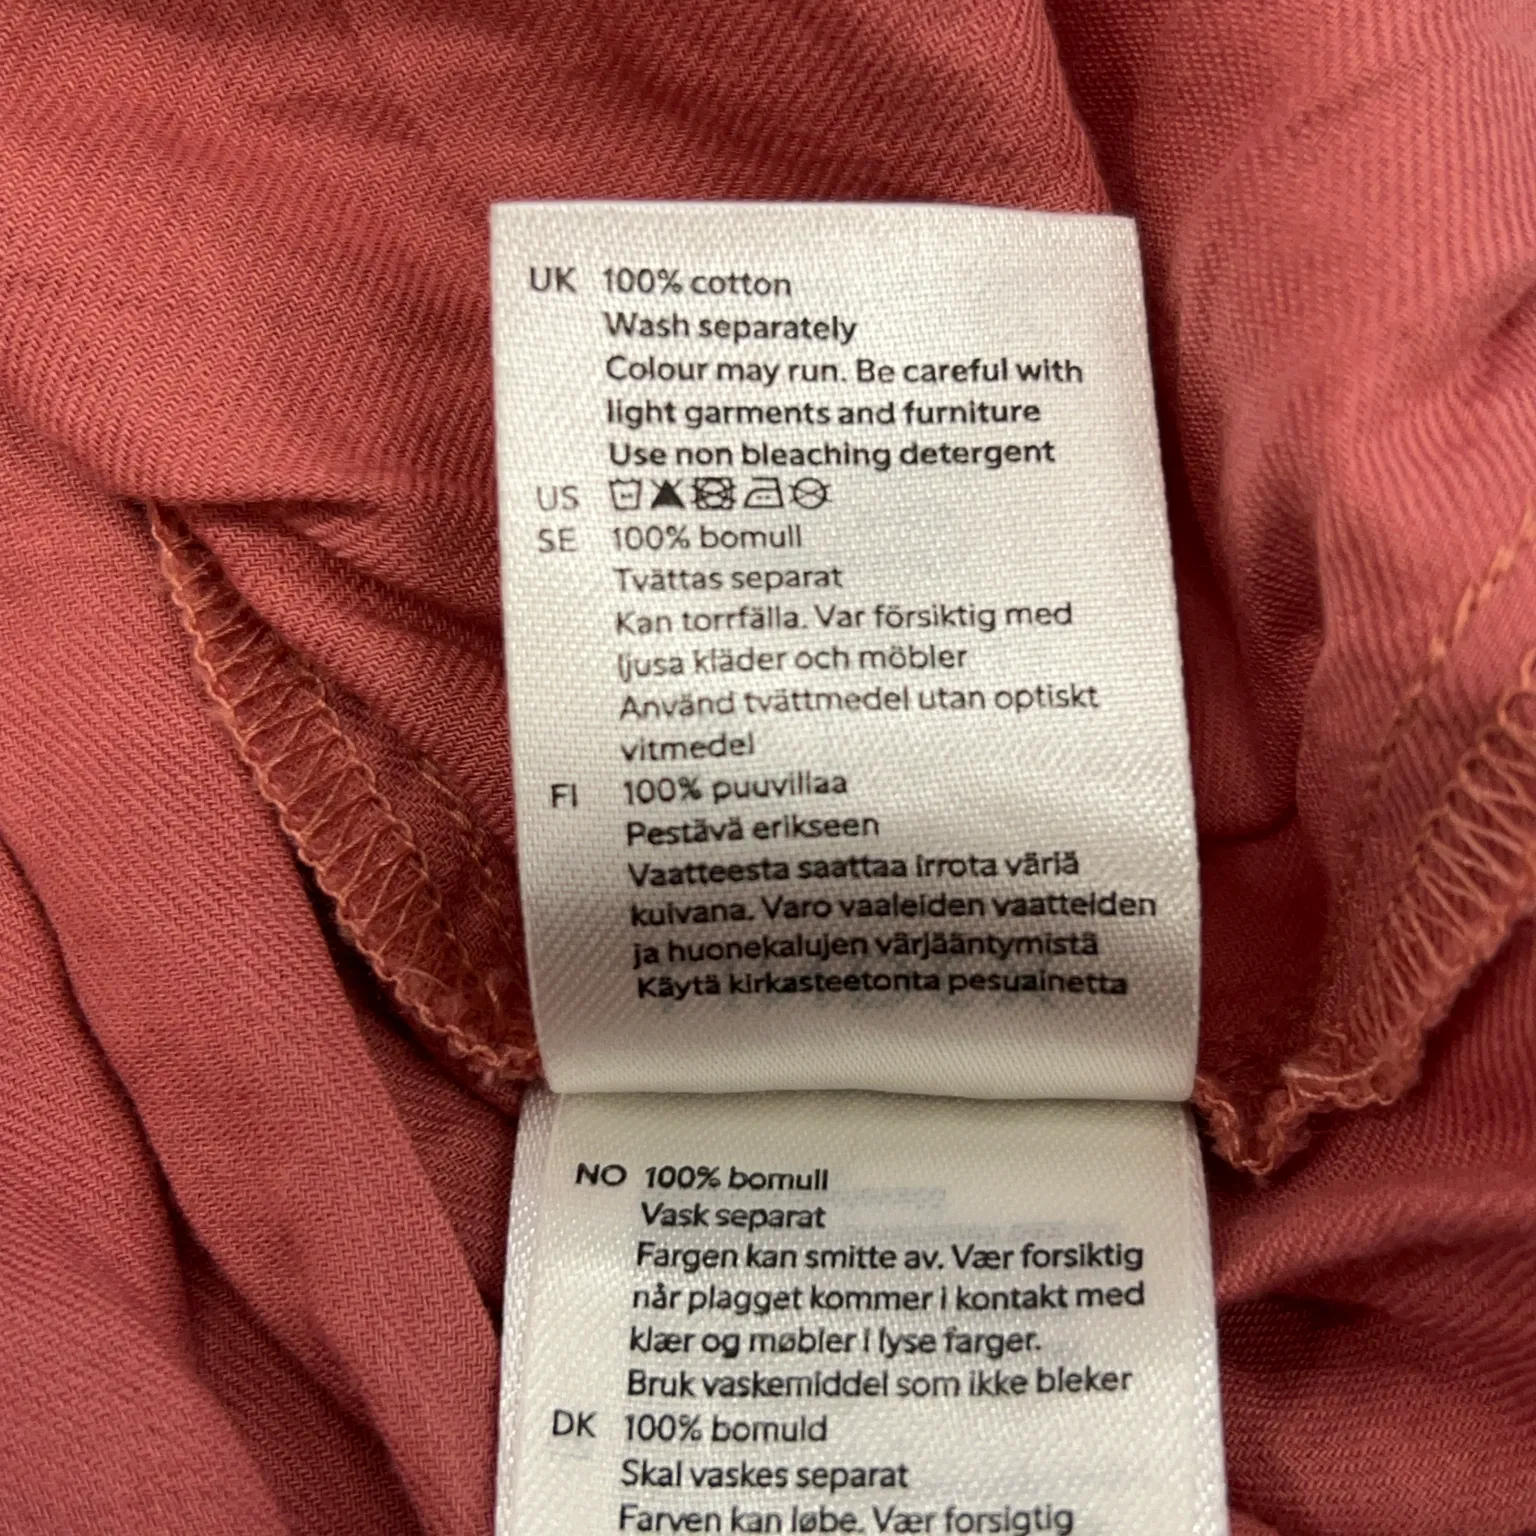 UK 100% cotton
Wash separately
Colour may run. Be careful with
light garments and furniture
Use non bleaching detergent
US
SE 100% bomull
Tvättas separat
Kan torrfälla. Var försiktig med
ljusa kläder och möbler
Använd tvättmedel utan optiskt
vitmedel
FI 100% puuvillaa
Pestävä erikseen
Vaatteesta saattaa irrota väriä
kuivana. Varo vaaleiden vaatteiden
ja huonekalujen värjääntymistä
Käytä kirkasteetonta pesuainetta
NO 100% bomull
Vask separat
Fargen kan smitte av. Vær forsiktig
når plagget kommer i kontakt med
klær og møbler i lyse farger.
Bruk vaskemiddel som ikke bleker
DK 100% bomuld
Skal vaskes separat
Farven kan løbe. Vær forsigtig